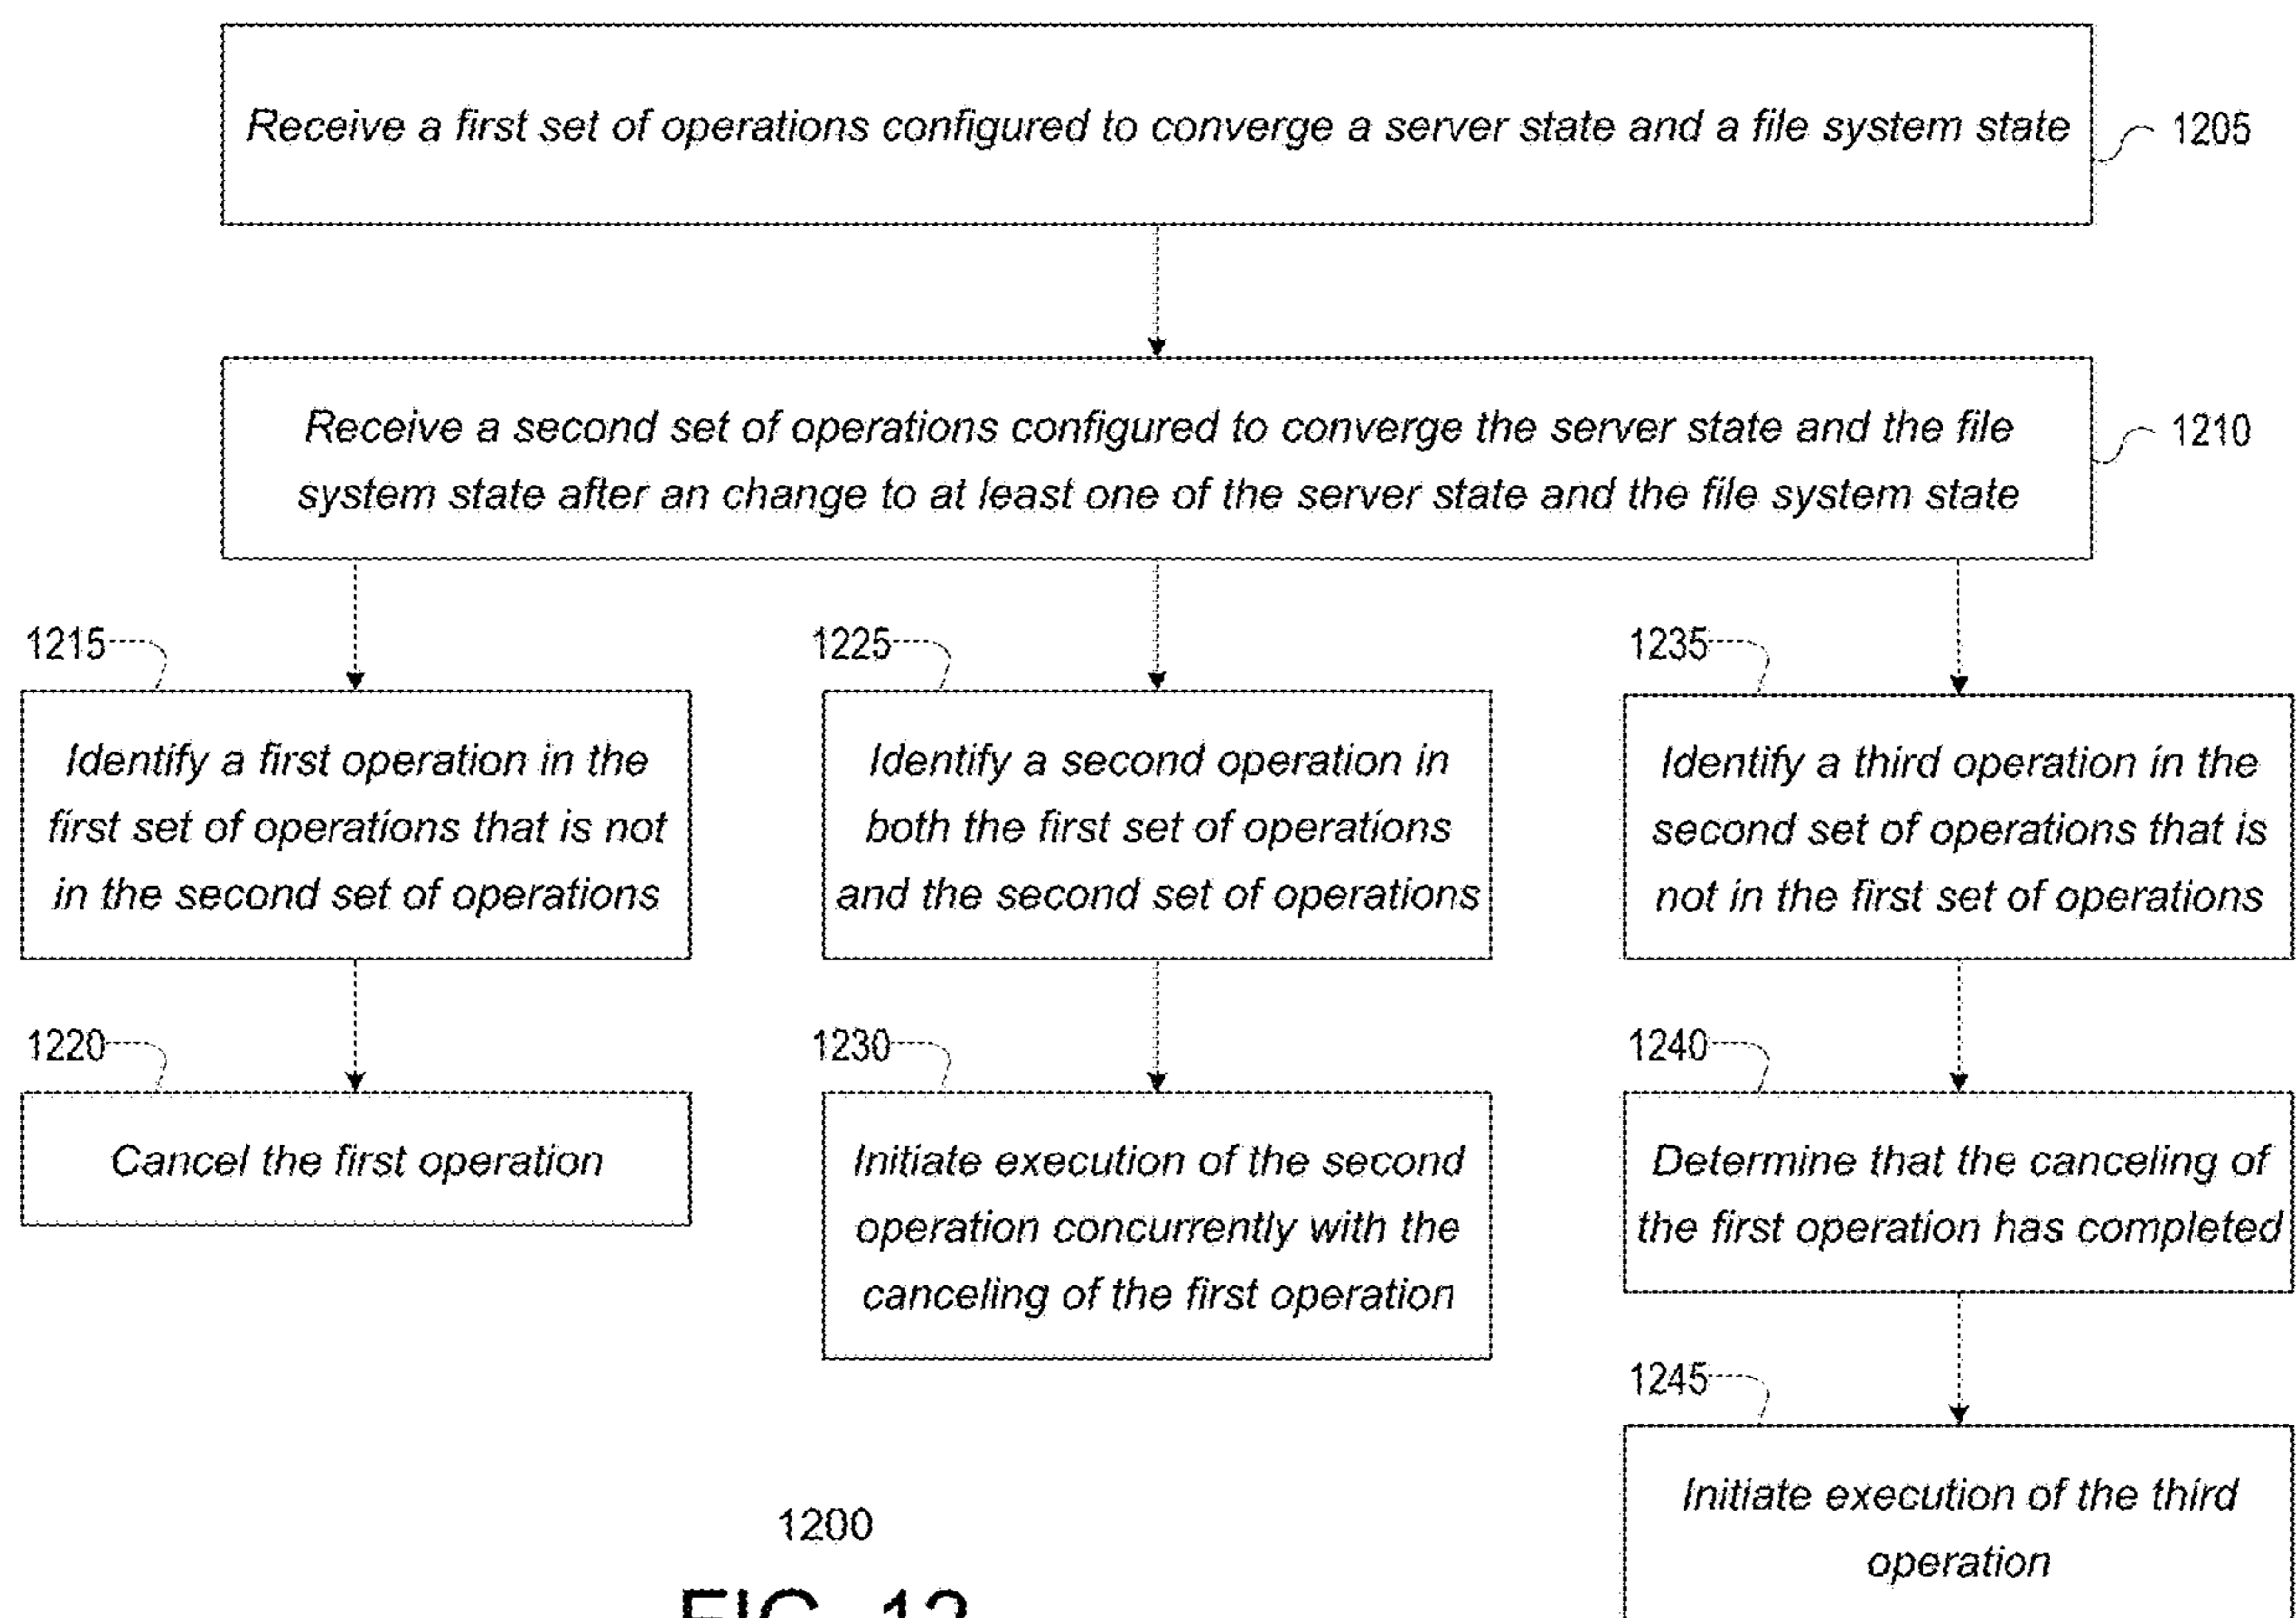 Receive a first set of operations configured to converge a server state and a file system state
1205
Receive a second set of operations configured to converge the server state and the file
system state after an change to at least one of the server state and the file system state
1210
1215
Identify a first operation in the
first set of operations that is not
in the second set of operations
1225
Identify a second operation in
both the first set of operations
and the second set of operations
1235
Identify a third operation in the
second set of operations that is
not in the first set of operations
1220
Cancel the first operation
1230
Initiate execution of the second
operation concurrently with the
canceling of the first operation
1240
Determine that the canceling of
the first operation has completed
1245
Initiate execution of the third
operation
1200
FIG. 12